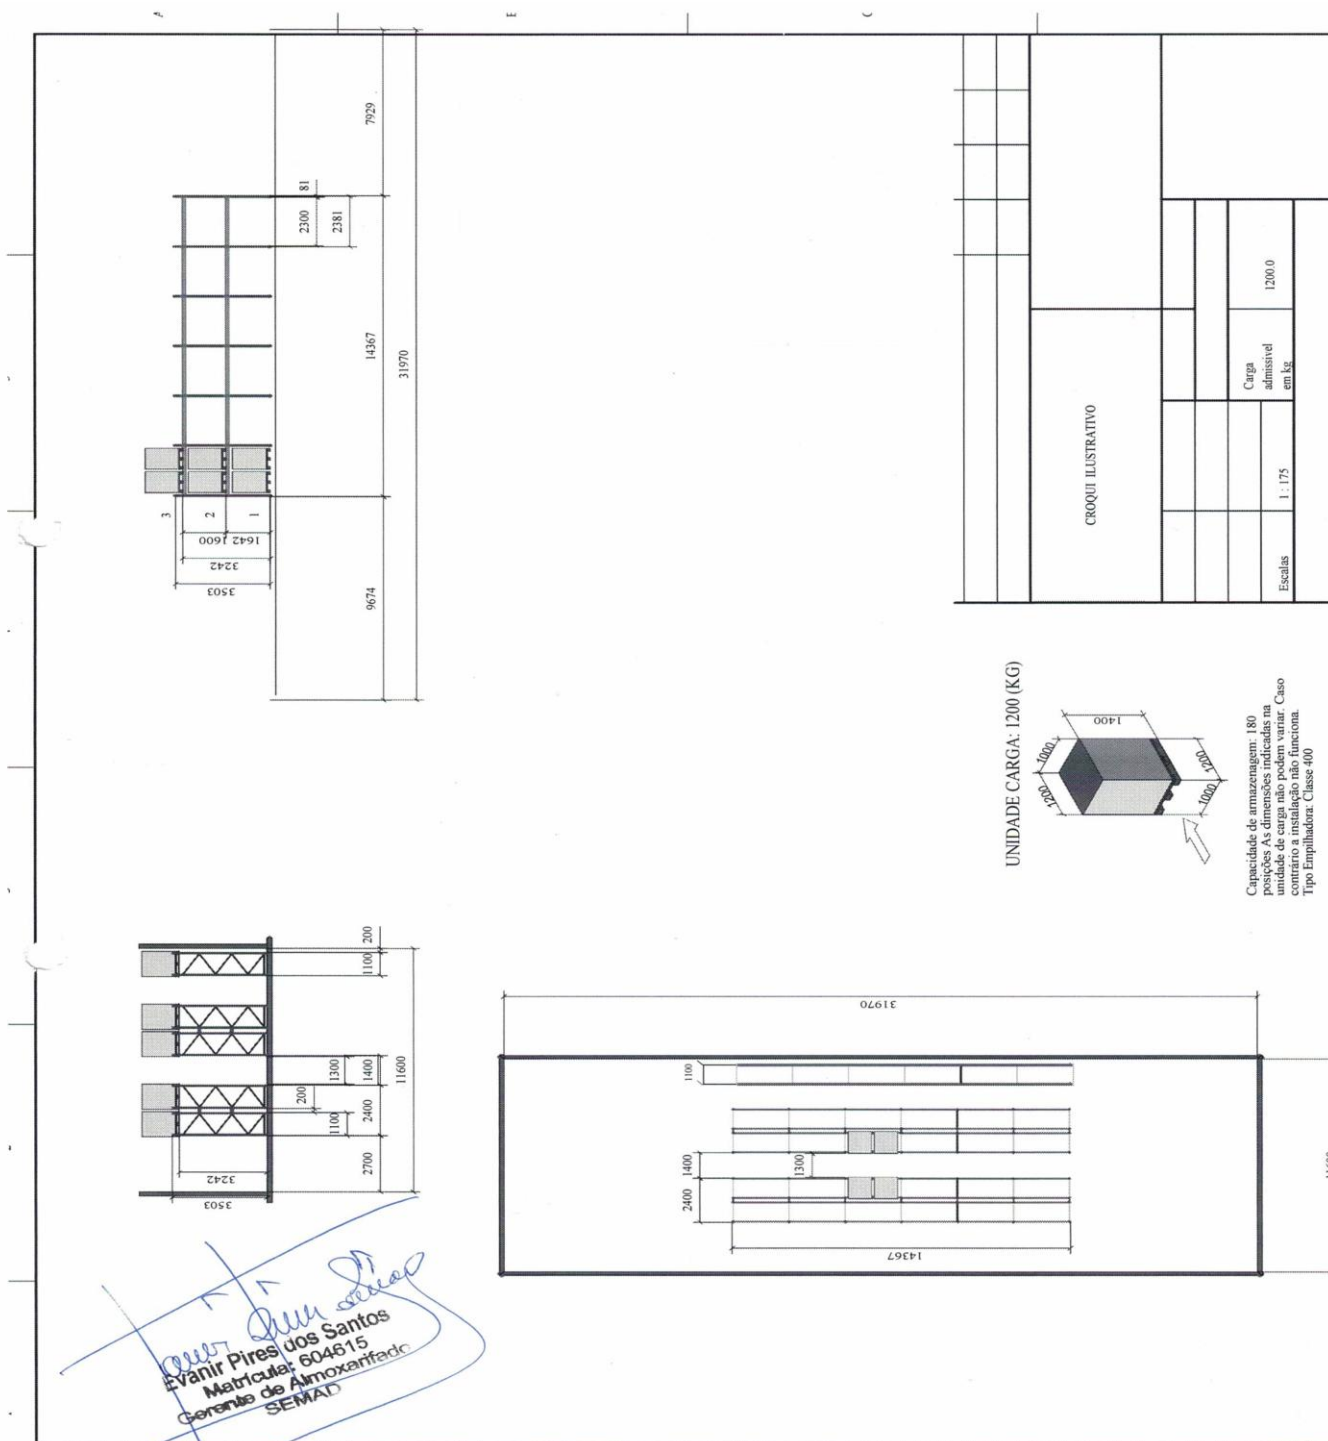 A
B
C
7929
81
2300
2381
14367
31970
3
2
1
1642 1600
3242
3503
9674
CROQUI ILUSTRATIVO
Carga
admissivel
em kg
1200.0
Escalas
1 : 175
UNIDADE CARGA: 1200 (KG)
1400
1000
1200
1200
1000
Capacidade de armazenagem: 180
posições As dimensões indicadas na
unidade de carga não podem variar. Caso
contrário a instalação não funciona.
Tipo Empilhadora: Classe 400
200
1100
1300
1400
11600
200
1100
2400
2700
3242
3503
31970
1100
1400
1300
2400
14367
Evanir Pires dos Santos
Matrícula: 604615
Gerente de Almoxarifado
SEMAD